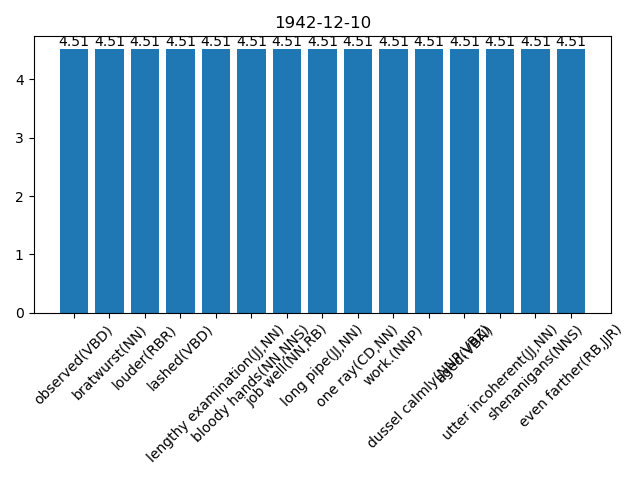 1942-12-10
4.51 4.51 4.51 4.51 4.51 4.51 4.51 4.51 4.51 4.51 4.51 4.51 4.51 4.51 4.51
4
3
2
1
0
observed(VBD)
bratwurst(NN)
louder(RBR)
lashed(VBD)
lengthy examination(JJ,NN)
bloody hands(NN,NNS)
job well(NN,RB)
long pipe(JJ,NN)
one ray(CD,NN)
work.(NNP)
dussel calmly(NNP,VBZ)
utter incoherent(JJ,NN)
shenanigans(NNS)
even farther(RB,JJR)